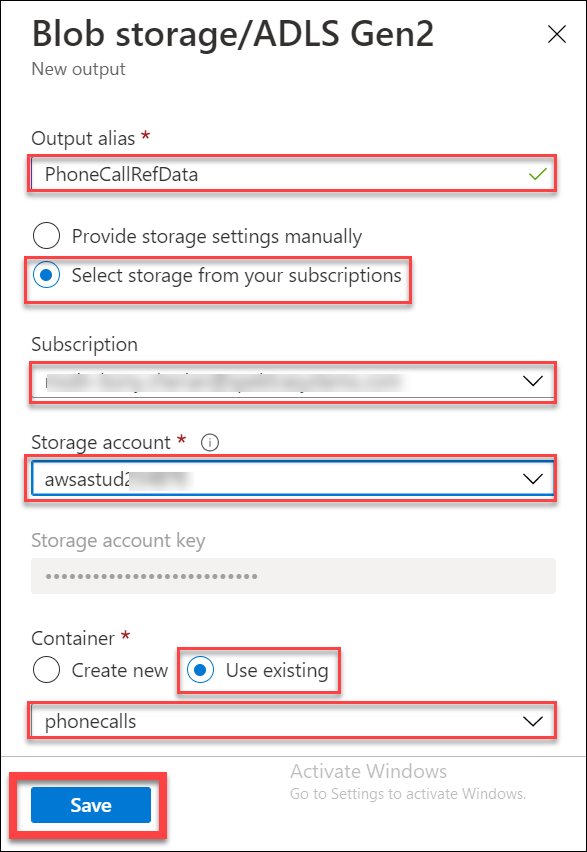 Blob storage/ADLS Gen2
New output
Output alias *
PhoneCallRefData
Provide storage settings manually
Select storage from your subscriptions
Subscription
Storage account *
awsastud2
Storage account key
••••••••••••••••••••••••••
Container *
Create new
Use existing
phonecalls
Activate Windows
Go to Settings to activate Windows.
Save